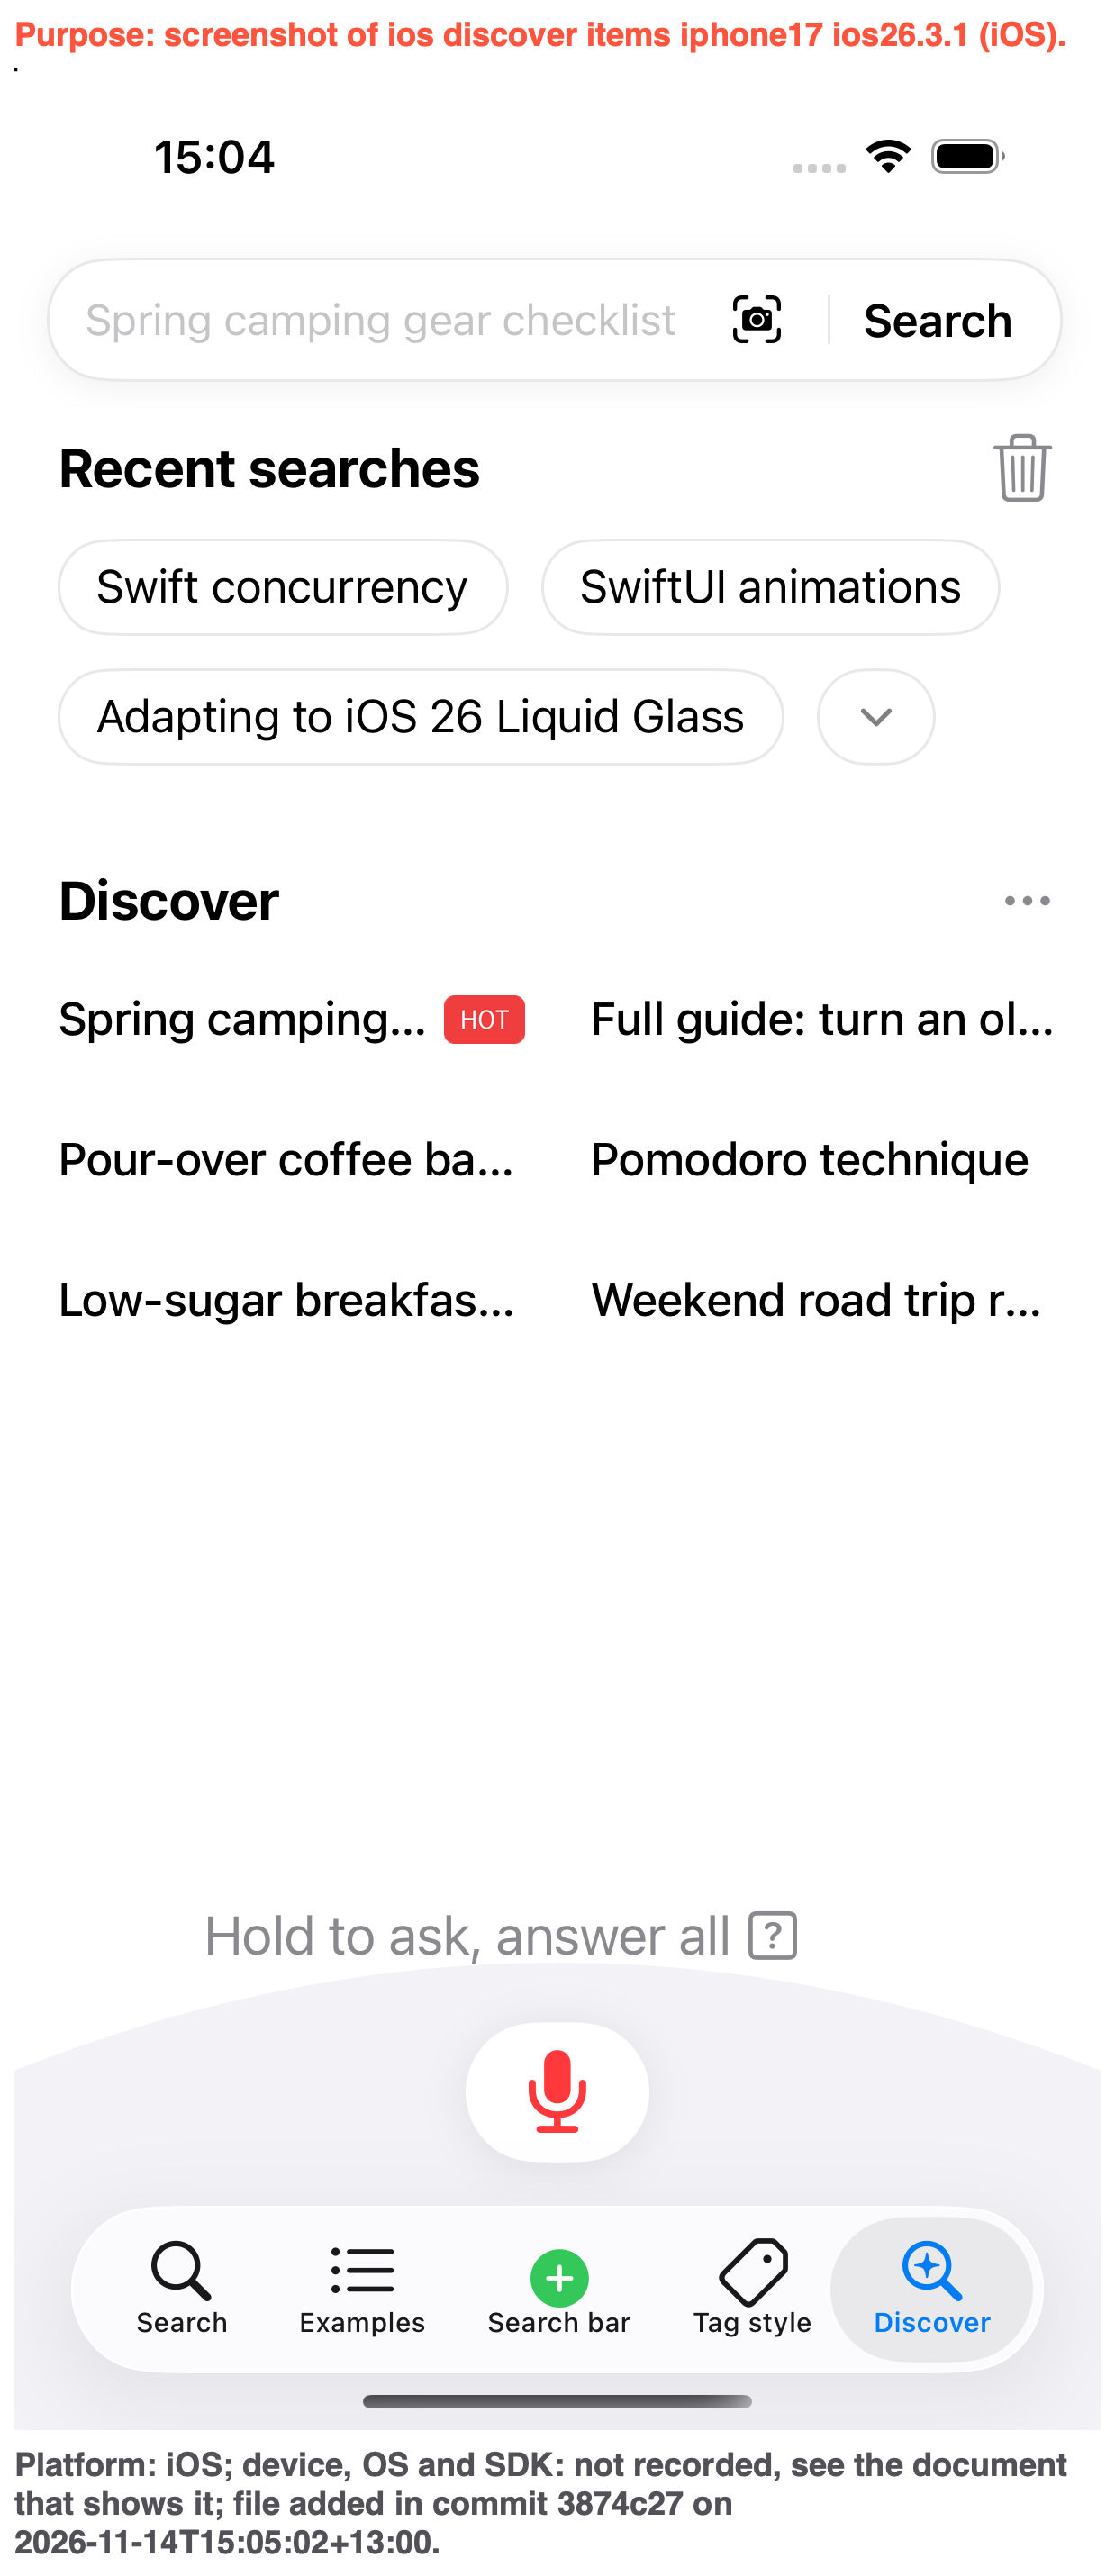 Purpose: screenshot of ios discover items iphone17 ios26.3.1 (iOS).
.
15:04
Spring camping gear checklist
Search
Recent searches
Swift concurrency
SwiftUI animations
Adapting to iOS 26 Liquid Glass
Discover
Spring camping... HOT
Full guide: turn an ol...
Pour-over coffee ba...
Pomodoro technique
Low-sugar breakfas...
Weekend road trip r...
Hold to ask, answer all ?
Search
Examples
Search bar
Tag style
Discover
Platform: iOS; device, OS and SDK: not recorded, see the document
that shows it; file added in commit 3874c27 on
2026-11-14T15:05:02+13:00.